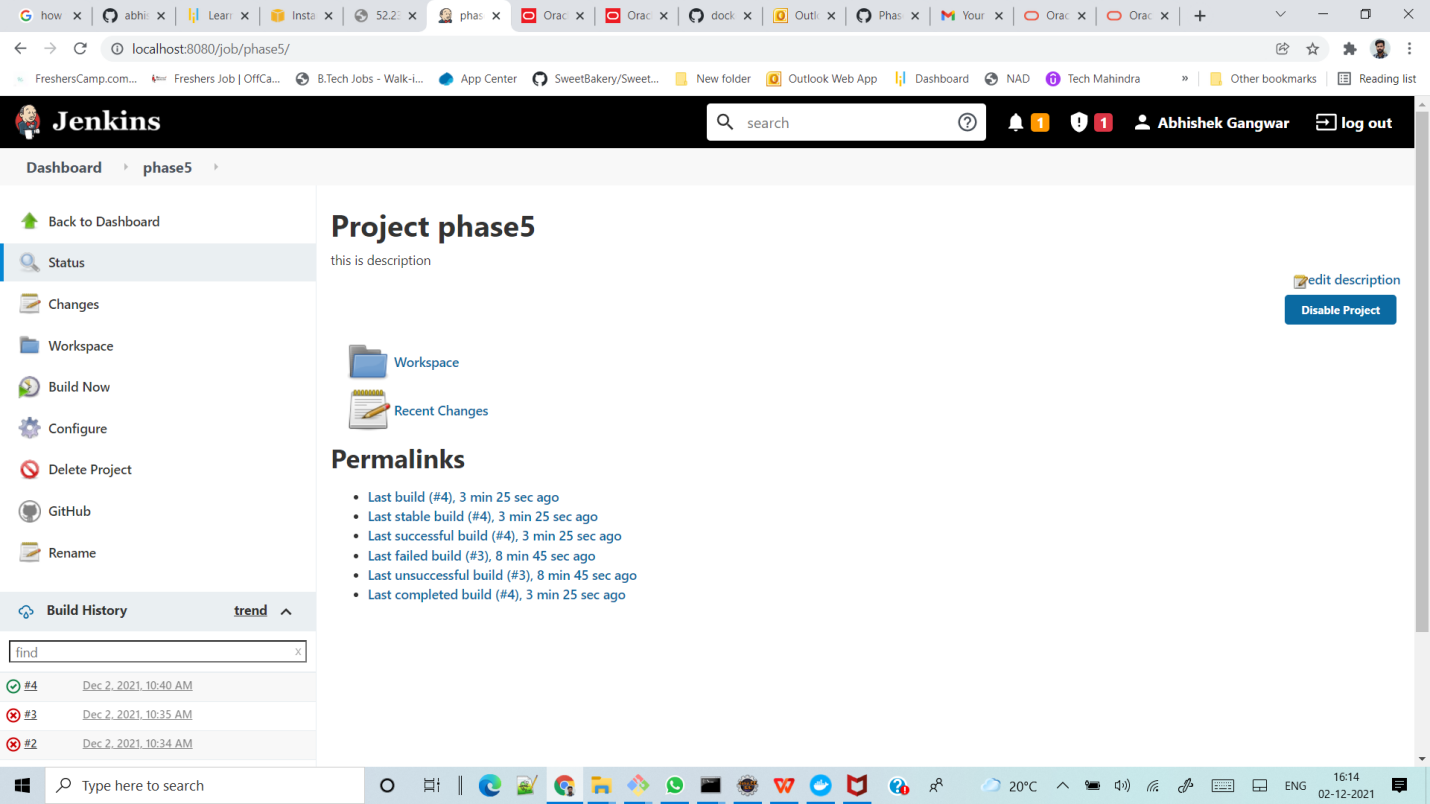 how
abhis
Learn
Insta
52.23
phas
Orac
Orac
dock
Outl
Phas
Your
Orac
Orac
localhost:8080/job/phase5/
FreshersCamp.com...
Freshers Job | OffCa...
B.Tech Jobs - Walk-i...
App Center
SweetBakery/Sweet...
New folder
Outlook Web App
Dashboard
NAD
Tech Mahindra
»
Other bookmarks
Reading list
Jenkins
search
1
1
Abhishek Gangwar
log out
Dashboard
phase5
Back to Dashboard
Status
Changes
Workspace
Build Now
Configure
Delete Project
GitHub
Rename
Build History
trend
find
x
#4 Dec 2, 2021, 10:40 AM
#3 Dec 2, 2021, 10:35 AM
#2 Dec 2, 2021, 10:34 AM
Project phase5
this is description
edit description
Disable Project
Workspace
Recent Changes
Permalinks
Last build (#4), 3 min 25 sec ago
Last stable build (#4), 3 min 25 sec ago
Last successful build (#4), 3 min 25 sec ago
Last failed build (#3), 8 min 45 sec ago
Last unsuccessful build (#3), 8 min 45 sec ago
Last completed build (#4), 3 min 25 sec ago
Type here to search
20°C
ENG
16:14
02-12-2021